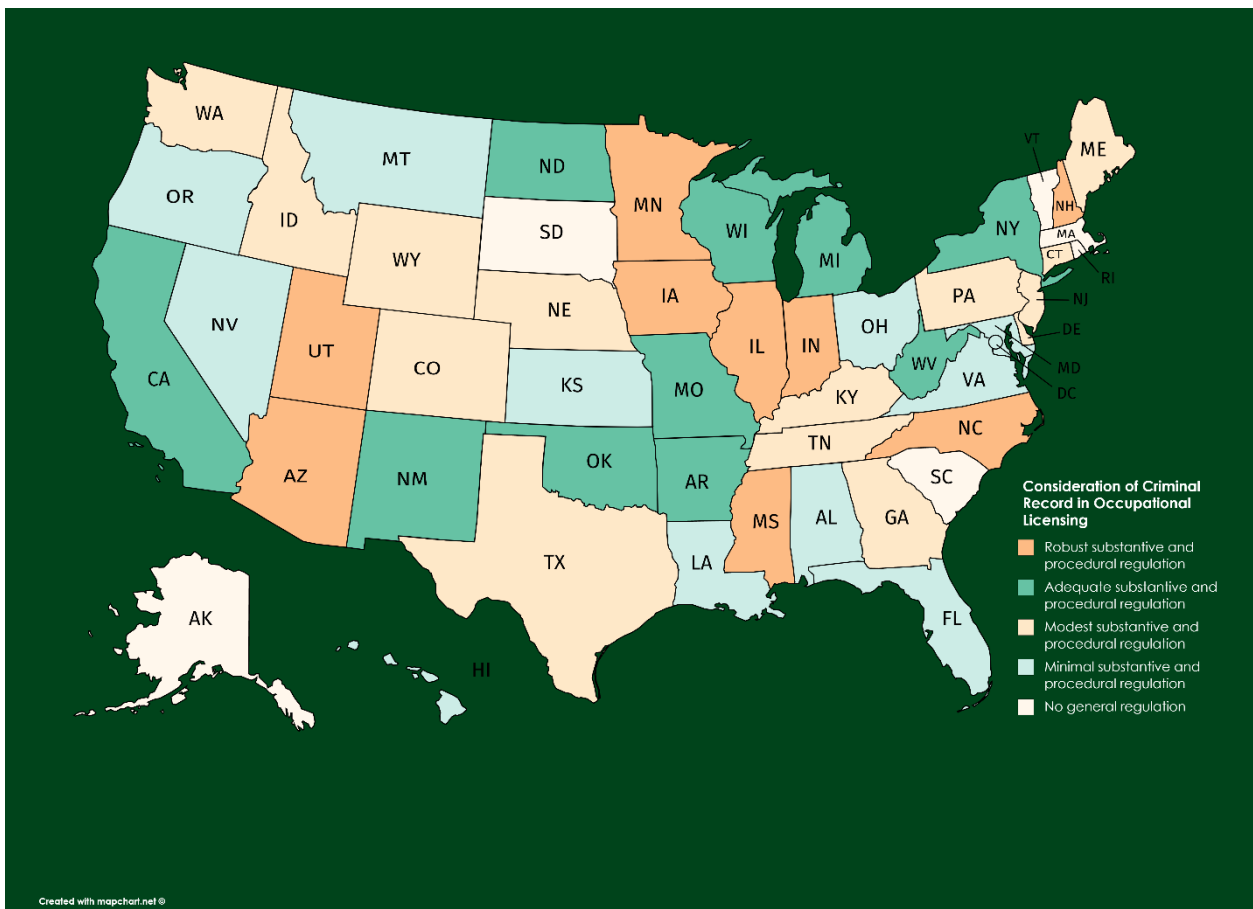 WA
MT
ND
MN
VT
ME
OR
ID
SD
WI
MI
NY
NH
MA
CT
RI
WY
IA
NE
PA
NJ
NV
UT
CO
IL
IN
OH
DE
CA
KS
MO
WV
VA
MD
DC
KY
NC
TN
AZ
NM
OK
AR
SC
MS
AL
GA
TX
LA
FL
AK
HI
Consideration of Criminal
Record in Occupational
Licensing
Robust substantive and
procedural regulation
Adequate substantive and
procedural regulation
Modest substantive and
procedural regulation
Minimal substantive and
procedural regulation
No general regulation
Created with mapchart.net ©